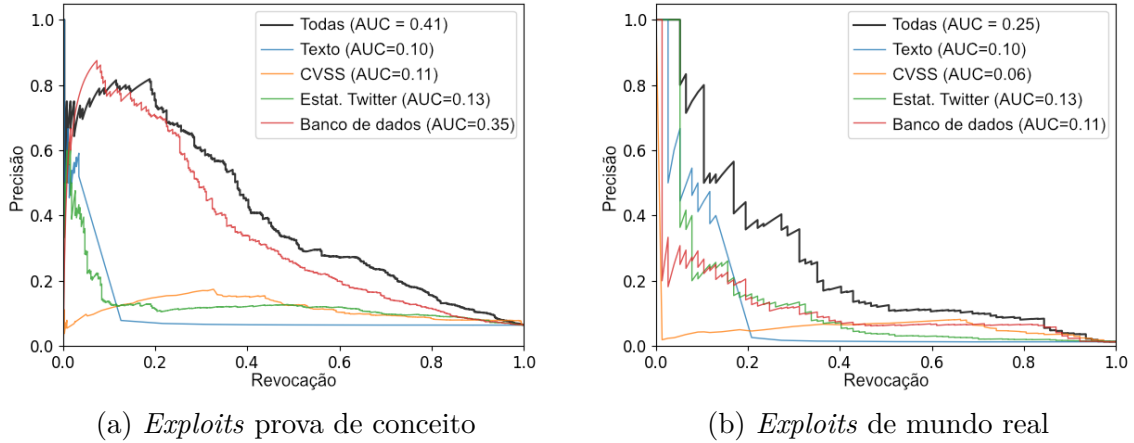 1.0
0.8
0.6
0.4
0.2
0.0
Precisão
0.0 0.2 0.4 0.6 0.8 1.0
Revocação
Todas (AUC = 0.41)
Texto (AUC=0.10)
CVSS (AUC=0.11)
Estat. Twitter (AUC=0.13)
Banco de dados (AUC=0.35)
(a) Exploits prova de conceito
1.0
0.8
0.6
0.4
0.2
0.0
Precisão
0.0 0.2 0.4 0.6 0.8 1.0
Revocação
Todas (AUC = 0.25)
Texto (AUC=0.10)
CVSS (AUC=0.06)
Estat. Twitter (AUC=0.13)
Banco de dados (AUC=0.11)
(b) Exploits de mundo real